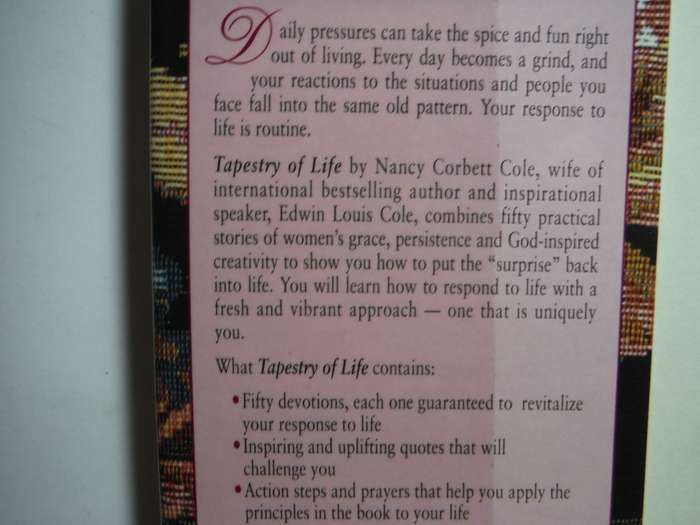 Daily pressures can take the spice and fun right
out of living. Every day becomes a grind, and
your reactions to the situations and people you
face fall into the same old pattern. Your response to
life is routine.
Tapestry of Life by Nancy Corbett Cole, wife of
international bestselling author and inspirational
speaker, Edwin Louis Cole, combines fifty practical
stories of women's grace, persistence and God-inspired
creativity to show you how to put the “surprise” back
into life. You will learn how to respond to life with a
fresh and vibrant approach — one that is uniquely
you.
What Tapestry of Life contains:
•Fifty devotions, each one guaranteed to revitalize
your response to life
•Inspiring and uplifting quotes that will
challenge you
•Action steps and prayers that help you apply the
principles in the book to your life